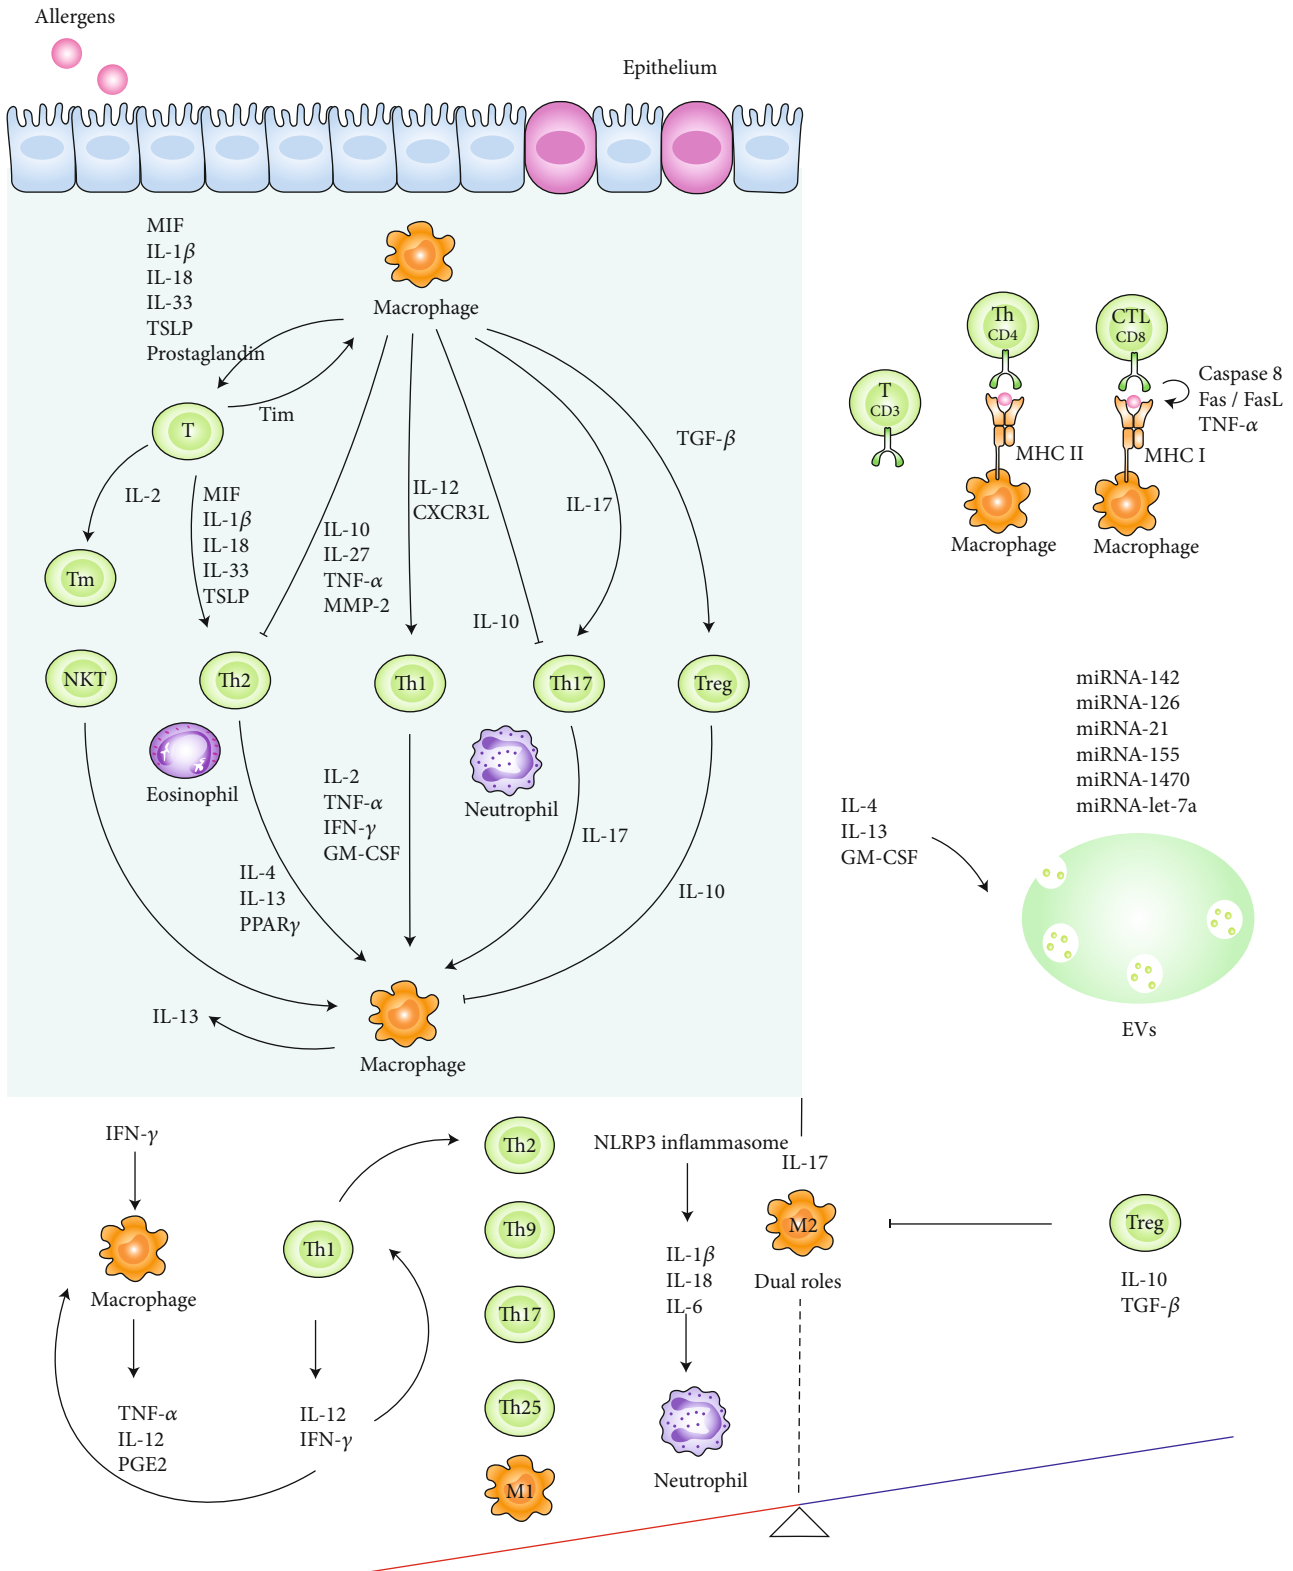 Allergens
Epithelium
MIF
IL-1β
IL-18
IL-33
TSLP
Prostaglandin
Macrophage
T
Tim
IL-2
MIF
IL-1β
IL-18
IL-33
TSLP
IL-10
IL-27
TNF-α
MMP-2
IL-12
CXCR3L
IL-10
IL-17
TGF-β
Tm
NKT
Th2
Th1
Th17
Treg
Eosinophil
Neutrophil
IL-4
IL-13
PPARγ
IL-2
TNF-α
IFN-γ
GM-CSF
IL-17
IL-10
IL-13
Macrophage
T
CD3
Th
CD4
MHC II
Macrophage
CTL
CD8
Caspase 8
Fas / FasL
TNF-α
MHC I
Macrophage
miRNA-142
miRNA-126
miRNA-21
miRNA-155
miRNA-1470
miRNA-let-7a
IL-4
IL-13
GM-CSF
EVs
IFN-γ
Macrophage
TNF-α
IL-12
PGE2
Th1
IL-12
IFN-γ
Th2
Th9
Th17
Th25
M1
NLRP3 inflammasome
IL-1β
IL-18
IL-6
Neutrophil
IL-17
M2
Dual roles
Treg
IL-10
TGF-β